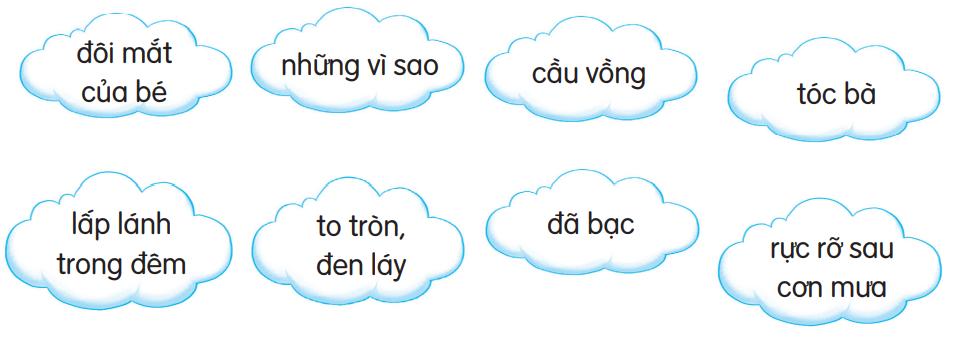 đôi mắt
của bé
những vì sao
cầu vồng
tóc bà
lấp lánh
trong đêm
to tròn,
đen láy
đã bạc
rực rỡ sau
cơn mưa